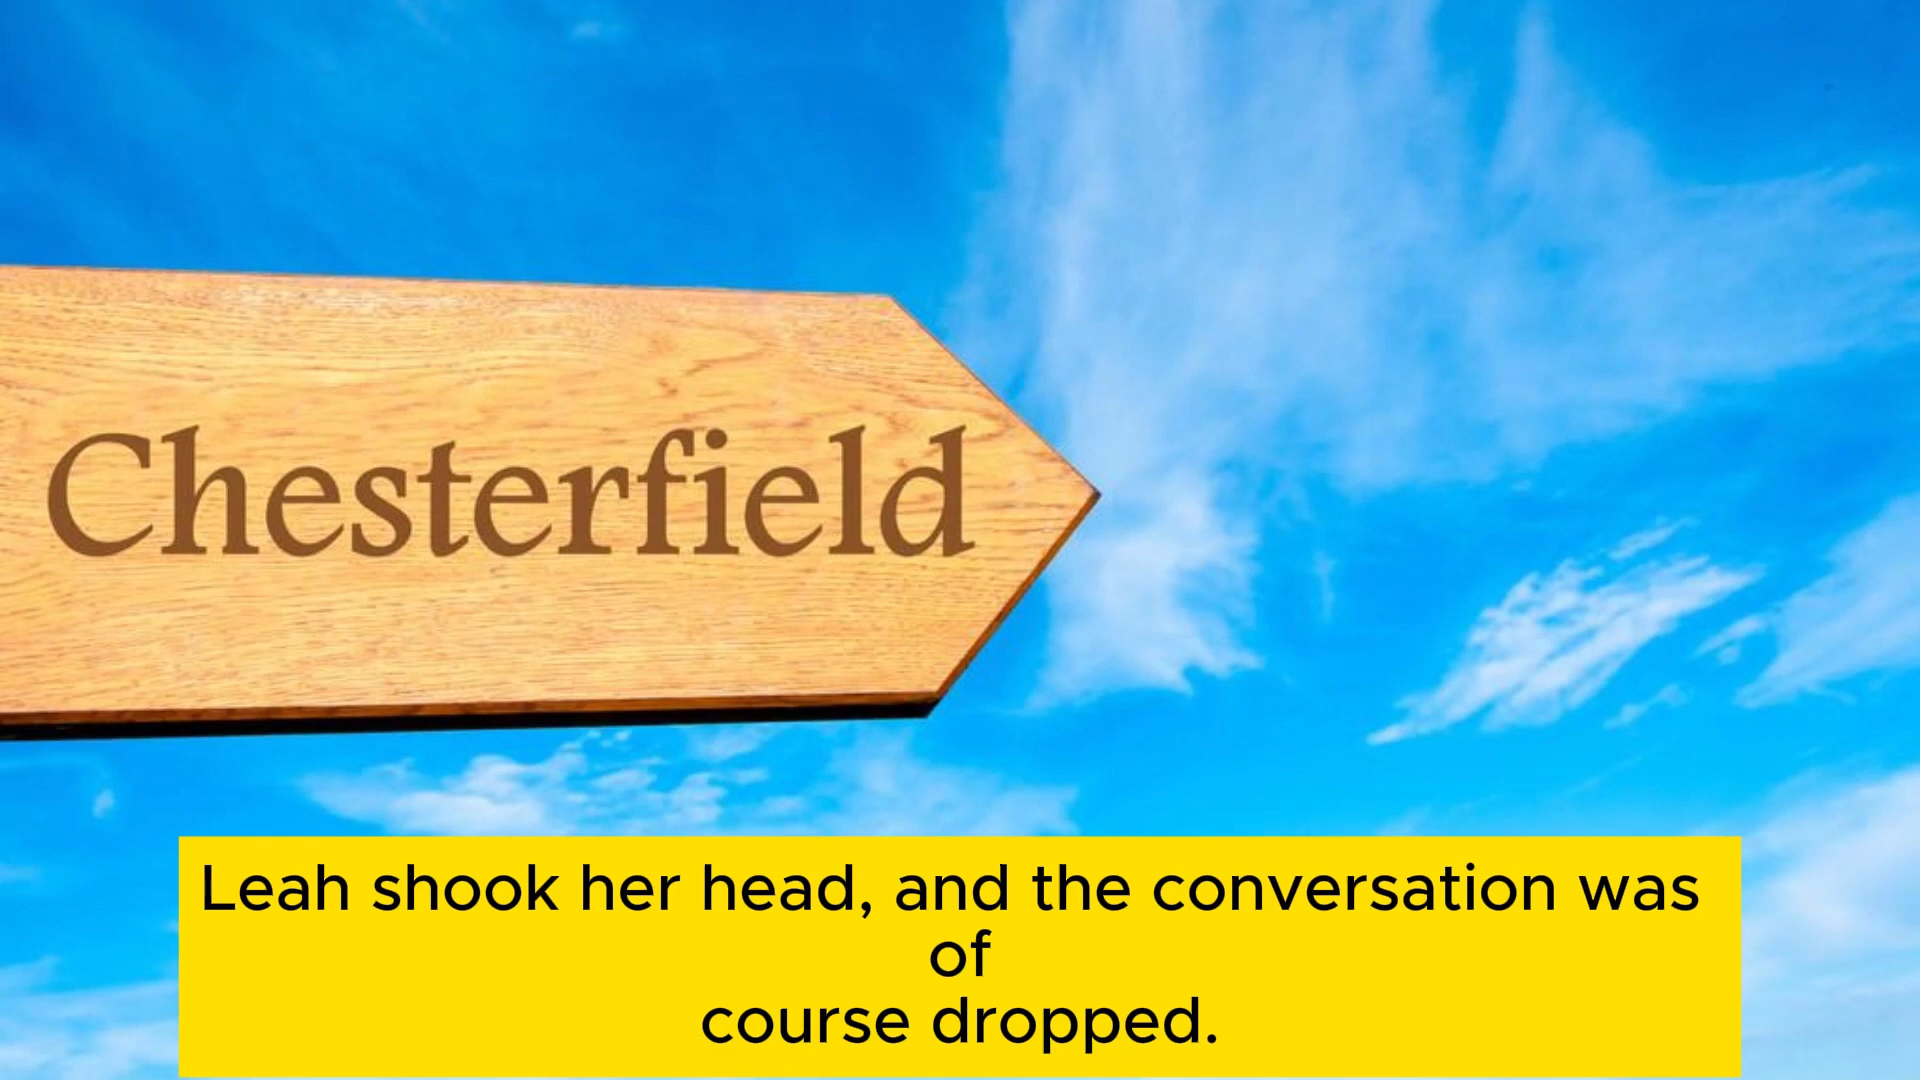 Chesterfield
Leah shook her head, and the conversation was
of
course dropped.